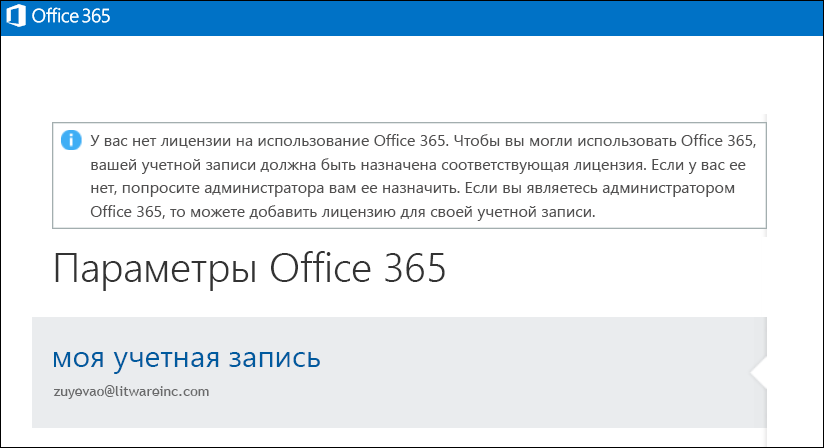 Office 365
У вас нет лицензии на использование Office 365. Чтобы вы могли использовать Office 365,
вашей учетной записи должна быть назначена соответствующая лицензия. Если у вас ее
нет, попросите администратора вам ее назначить. Если вы являетесь администратором
Office 365, то можете добавить лицензию для своей учетной записи.
Параметры Office 365
моя учетная запись
zuyevao@litwareinc.com